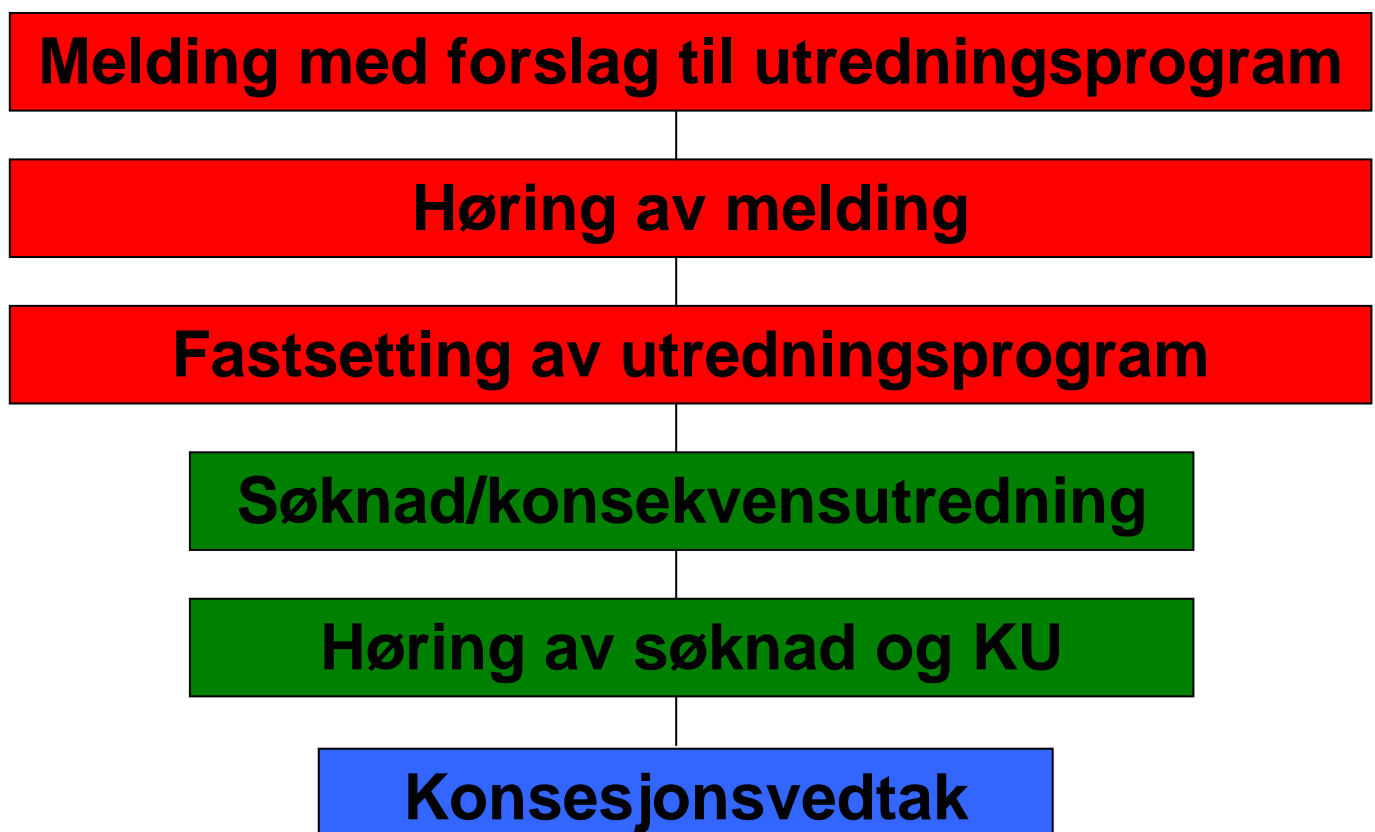 Melding med forslag til utredningsprogram
Høring av melding
Fastsetting av utredningsprogram
Søknad/konsekvensutredning
Høring av søknad og KU
Konsesjonsvedtak